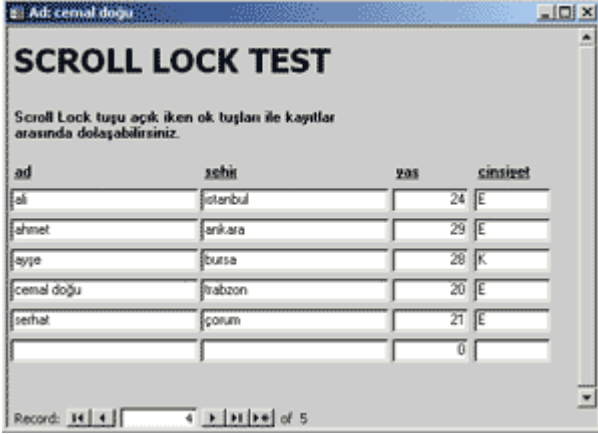 Ad: cemal doğu
SCROLL LOCK TEST
Scroll Lock tuşu açık iken ok tuşları ile kayıtlar
arasında dolaşabilirsiniz.
ad şehir yaş cinsiyet
ali istanbul 24 E
ahmet ankara 29 E
ayşe bursa 28 K
cemal doğu trabzon 20 E
serhat çorum 21 E
0
Record: 4 of 5